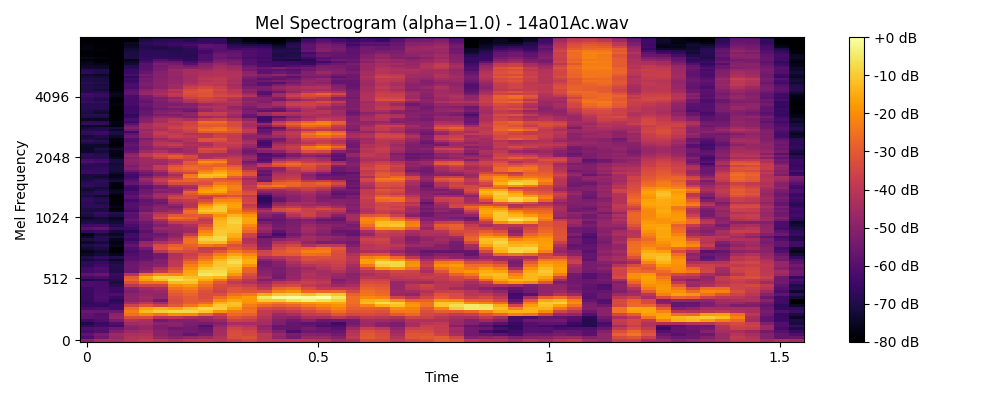 Mel Spectrogram (alpha=1.0) - 14a01Ac.wav
Mel Frequency
4096
2048
1024
512
0
0
0.5
1
1.5
Time
+0 dB
-10 dB
-20 dB
-30 dB
-40 dB
-50 dB
-60 dB
-70 dB
-80 dB